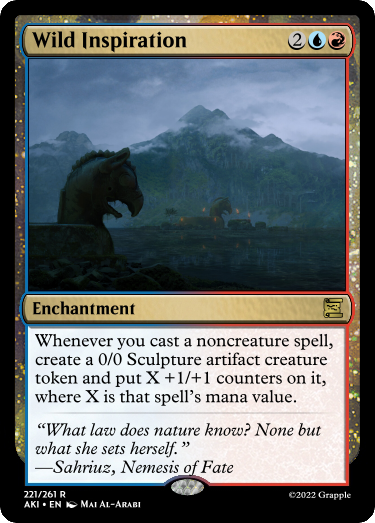 Wild Inspiration
2
Enchantment
Whenever you cast a noncreature spell,
create a 0/0 Sculpture artifact creature
token and put X +1/+1 counters on it,
where X is that spell's mana value.
“What law does nature know? None but
what she sets herself.”
—Sahriuz, Nemesis of Fate
221/261 R
AKI • EN Mai Al-Arabi
©2022 Grapple